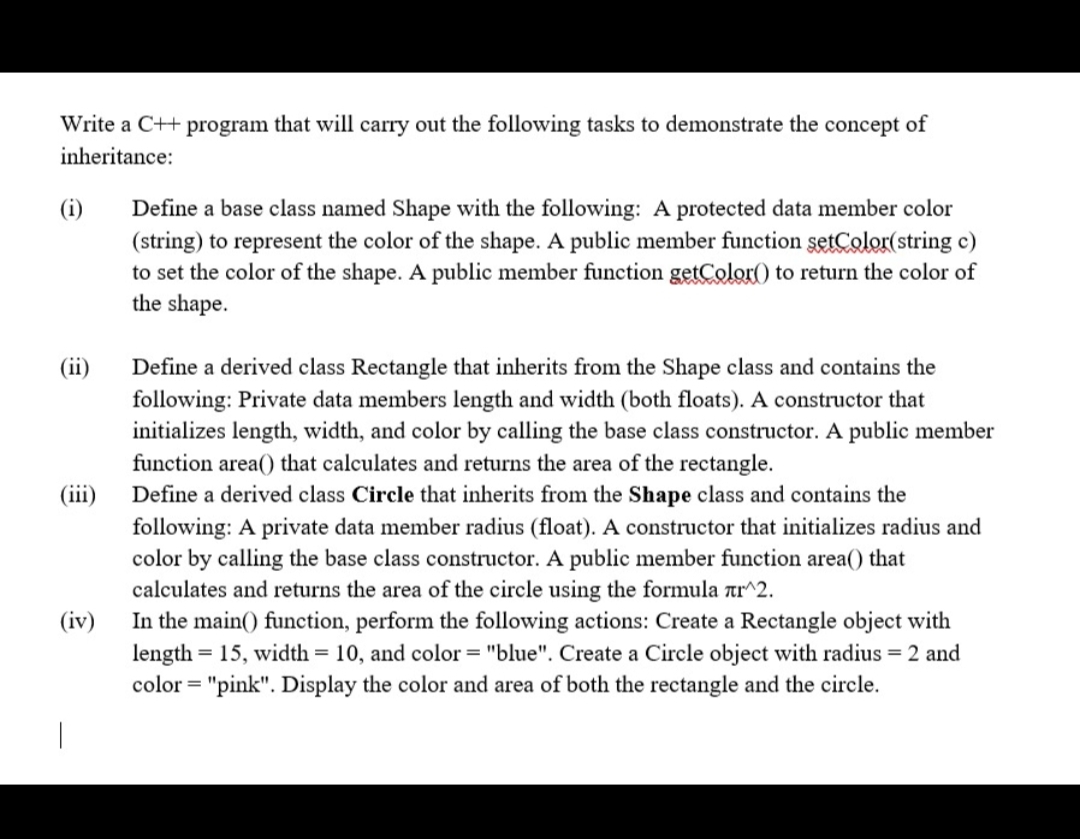 Write a C++ program that will carry out the following tasks to demonstrate the concept of
inheritance:
(i) Define a base class named Shape with the following: A protected data member color
(string) to represent the color of the shape. A public member function setColor(string c)
to set the color of the shape. A public member function getColor() to return the color of
the shape.
(ii) Define a derived class Rectangle that inherits from the Shape class and contains the
following: Private data members length and width (both floats). A constructor that
initializes length, width, and color by calling the base class constructor. A public member
function area() that calculates and returns the area of the rectangle.
(iii) Define a derived class Circle that inherits from the Shape class and contains the
following: A private data member radius (float). A constructor that initializes radius and
color by calling the base class constructor. A public member function area() that
calculates and returns the area of the circle using the formula πr^2.
(iv) In the main() function, perform the following actions: Create a Rectangle object with
length = 15, width = 10, and color = "blue". Create a Circle object with radius = 2 and
color = "pink". Display the color and area of both the rectangle and the circle.